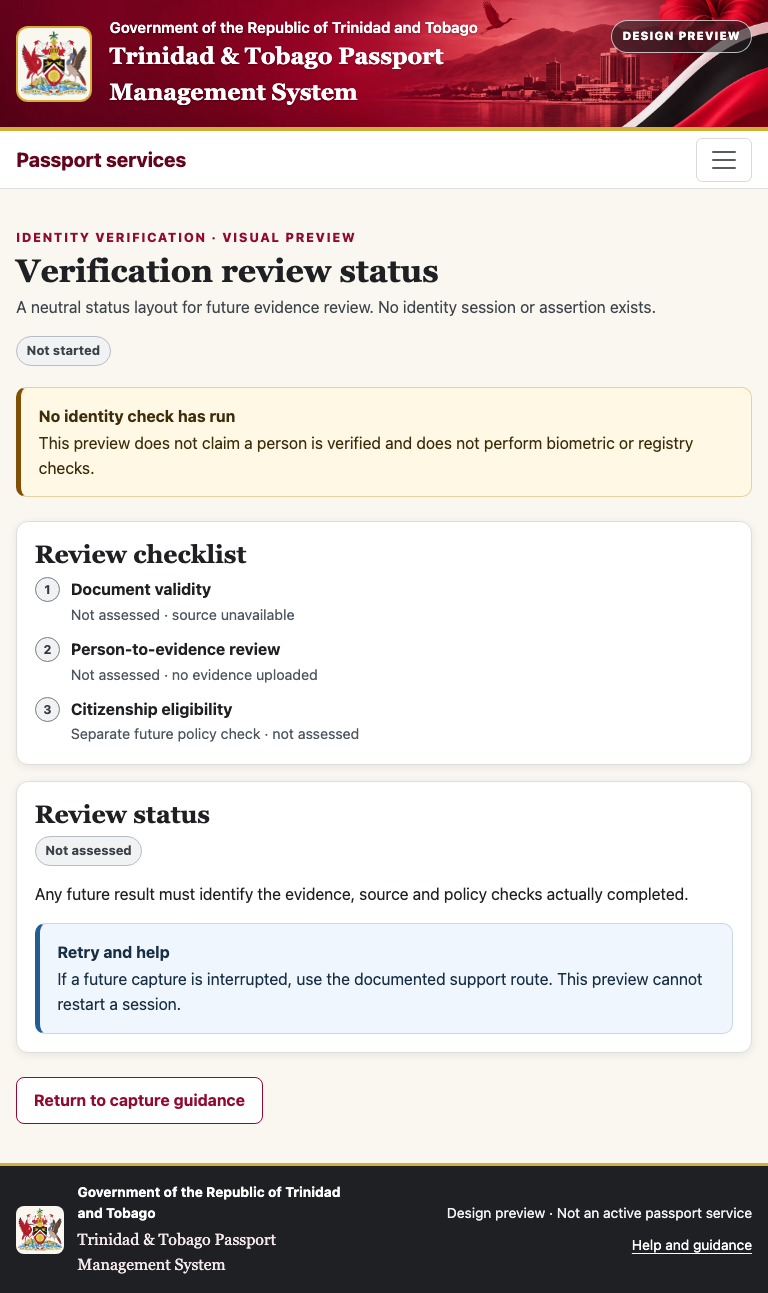 Government of the Republic of Trinidad and Tobago
Trinidad & Tobago Passport
Management System
DESIGN PREVIEW
Passport services
IDENTITY VERIFICATION · VISUAL PREVIEW
Verification review status
A neutral status layout for future evidence review. No identity session or assertion exists.
Not started
No identity check has run
This preview does not claim a person is verified and does not perform biometric or registry
checks.
Review checklist
1 Document validity
Not assessed · source unavailable
2 Person-to-evidence review
Not assessed · no evidence uploaded
3 Citizenship eligibility
Separate future policy check · not assessed
Review status
Not assessed
Any future result must identify the evidence, source and policy checks actually completed.
Retry and help
If a future capture is interrupted, use the documented support route. This preview cannot
restart a session.
Return to capture guidance
Government of the Republic of Trinidad
and Tobago
Trinidad & Tobago Passport
Management System
Design preview · Not an active passport service
Help and guidance